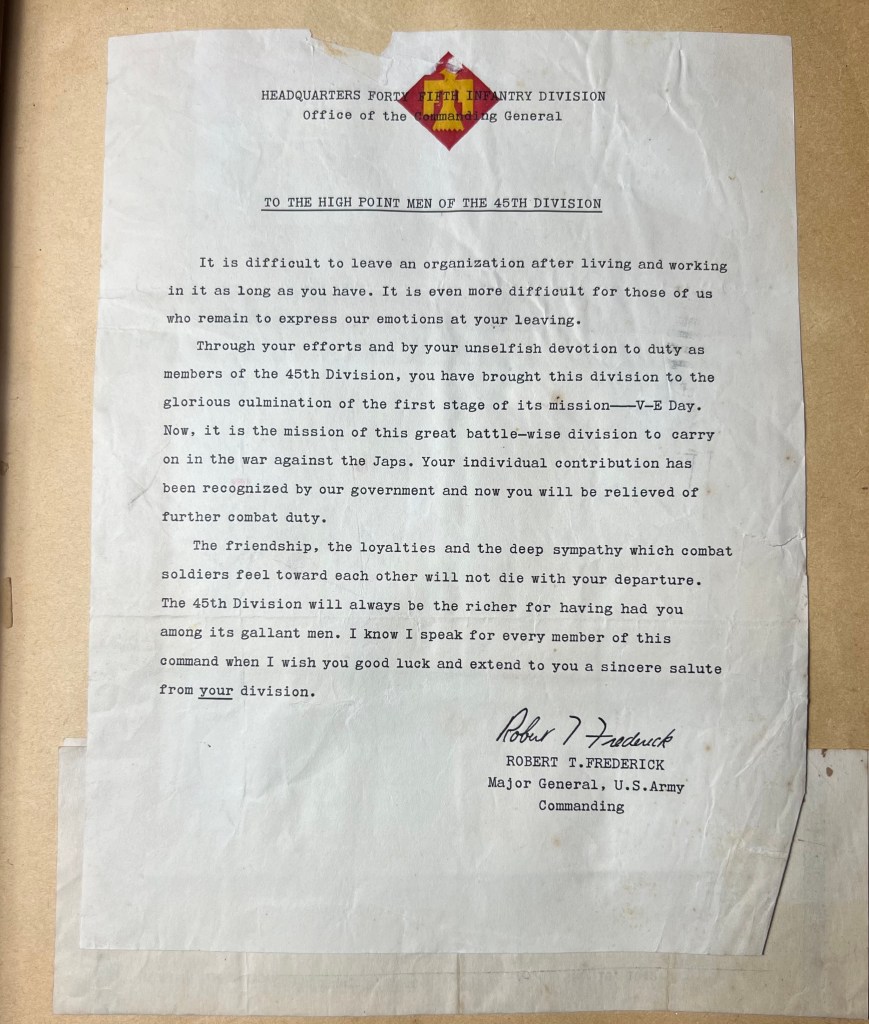 HEADQUARTERS FORTY FIFTH INFANTRY DIVISION
Office of the Commanding General
TO THE HIGH POINT MEN OF THE 45TH DIVISION
It is difficult to leave an organization after living and working
in it as long as you have. It is even more difficult for those of us
who remain to express our emotions at your leaving.
Through your efforts and by your unselfish devotion to duty as
members of the 45th Division, you have brought this division to the
glorious culmination of the first stage of its mission——V-E Day.
Now, it is the mission of this great battle-wise division to carry
on in the war against the Japs. Your individual contribution has
been recognized by our government and now you will be relieved of
further combat duty.
The friendship, the loyalties and the deep sympathy which combat
soldiers feel toward each other will not die with your departure.
The 45th Division will always be the richer for having had you
among its gallant men. I know I speak for every member of this
command when I wish you good luck and extend to you a sincere salute
from your division.
Robert T Frederick
ROBERT T.FREDERICK
Major General, U.S.Army
Commanding